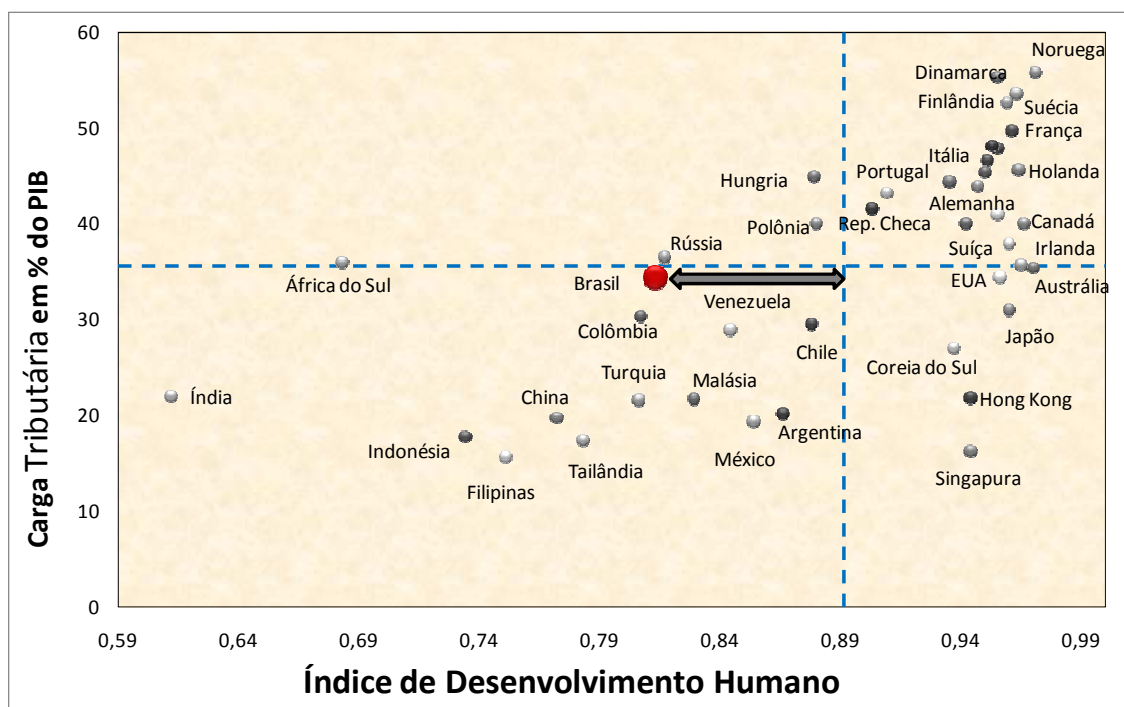 Carga Tributária em % do PIB
60
50
40
30
20
10
0
Noruega
Dinamarca
Finlândia
Suécia
França
Itália
Hungria
Portugal
Holanda
Alemanha
Polônia
Rep. Checa
Canadá
Rússia
Suíça
Irlanda
África do Sul
Brasil
EUA
Austrália
Venezuela
Colômbia
Chile
Japão
Turquia
Malásia
Coreia do Sul
Índia
China
Hong Kong
Argentina
Indonésia
Tailândia
México
Singapura
Filipinas
0,59
0,69
0,74
0,79
0,84
0,89
0,94
0,99
Índice de Desenvolvimento Humano